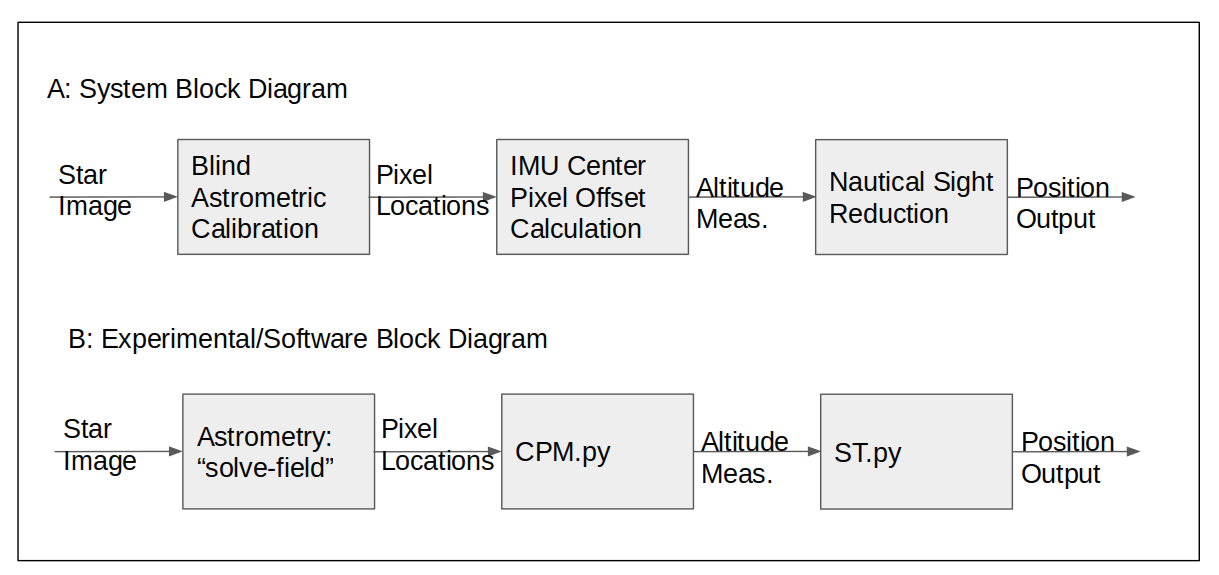 A: System Block Diagram
Star
Image
Blind
Astrometric
Calibration
Pixel
Locations
IMU Center
Pixel Offset
Calculation
Altitude
Meas.
Nautical Sight
Reduction
Position
Output
B: Experimental/Software Block Diagram
Star
Image
Astrometry:
“solve-field”
Pixel
Locations
CPM.py
Altitude
Meas.
ST.py
Position
Output